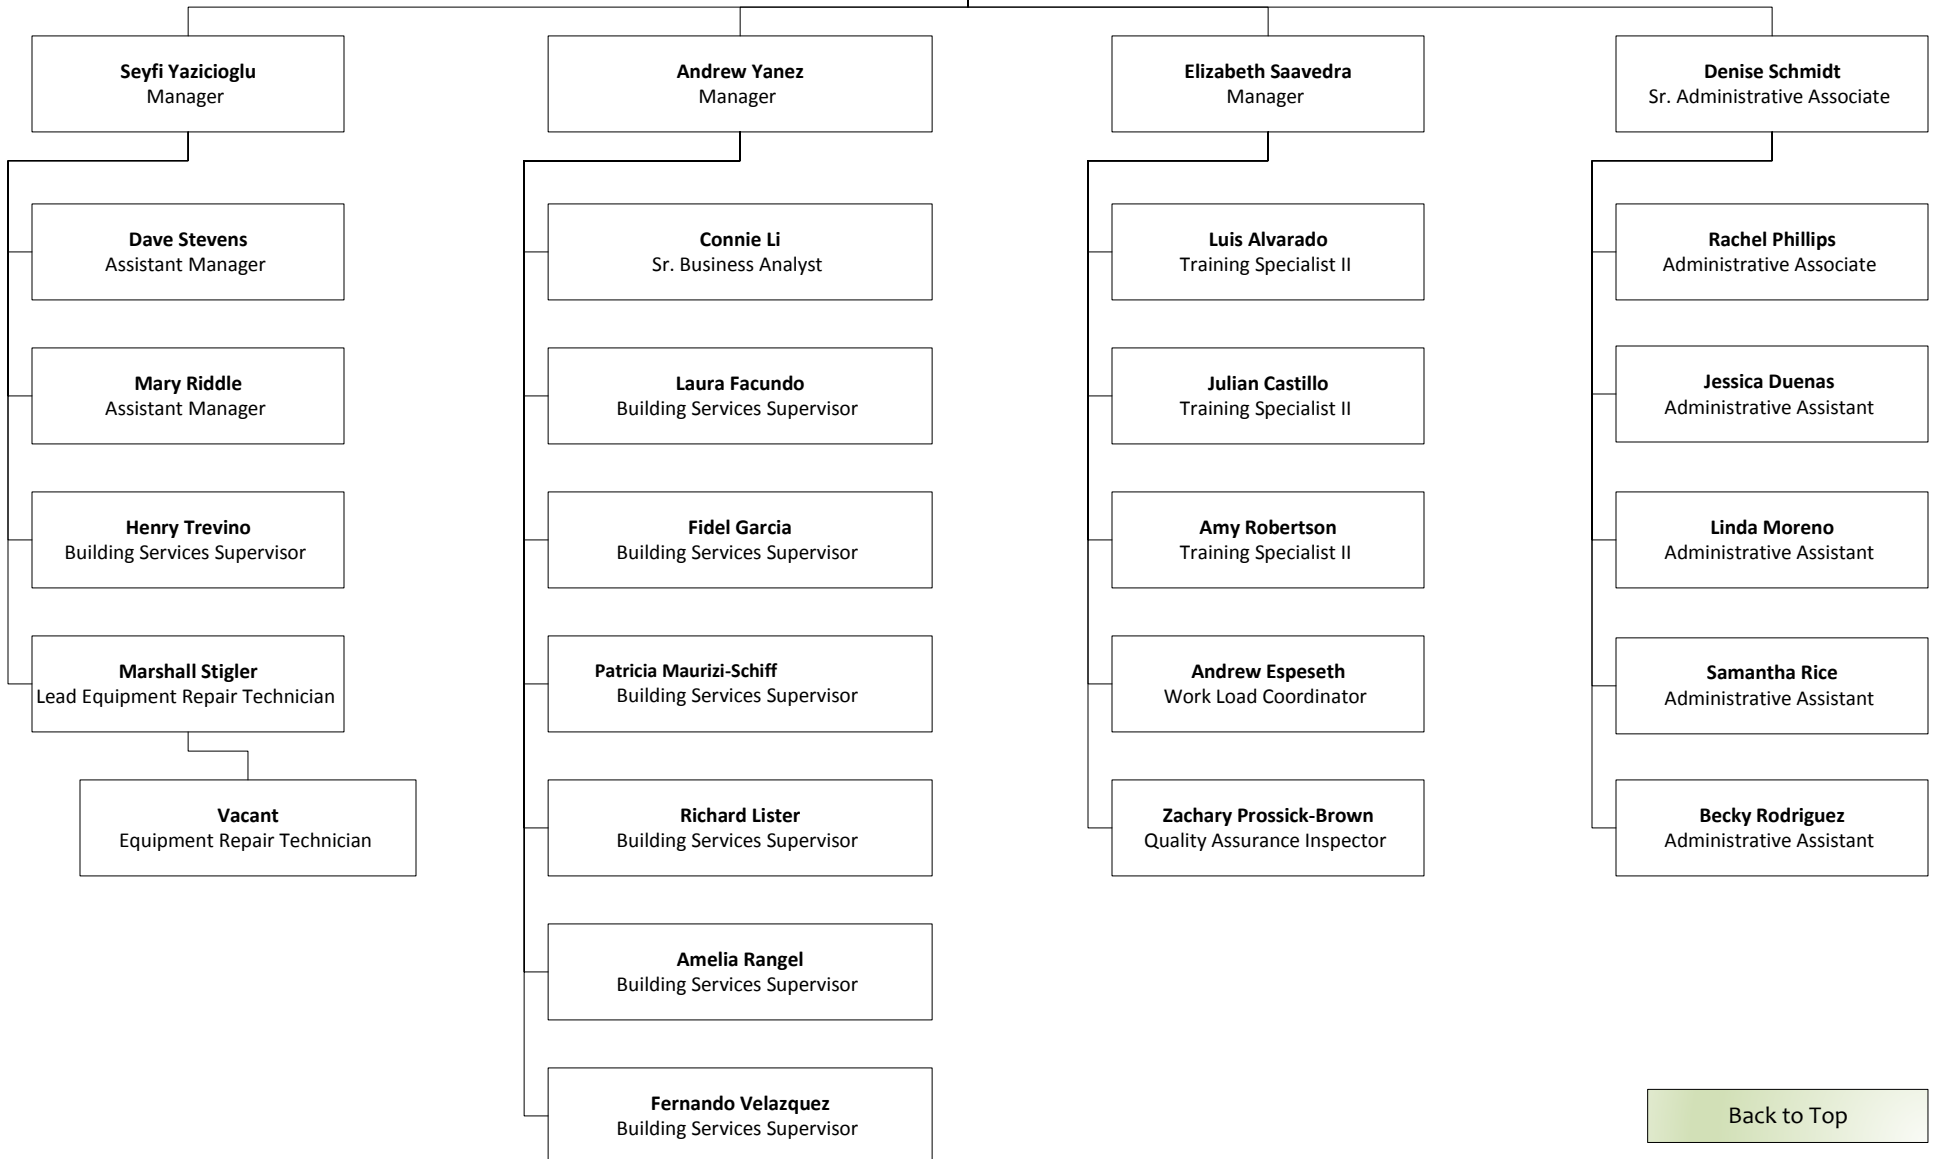 Seyfi Yazicioglu
Manager
Andrew Yanez
Manager
Elizabeth Saavedra
Manager
Denise Schmidt
Sr. Administrative Associate
Dave Stevens
Assistant Manager
Connie Li
Sr. Business Analyst
Luis Alvarado
Training Specialist II
Rachel Phillips
Administrative Associate
Mary Riddle
Assistant Manager
Laura Facundo
Building Services Supervisor
Julian Castillo
Training Specialist II
Jessica Duenas
Administrative Assistant
Henry Trevino
Building Services Supervisor
Fidel Garcia
Building Services Supervisor
Amy Robertson
Training Specialist II
Linda Moreno
Administrative Assistant
Marshall Stigler
Lead Equipment Repair Technician
Patricia Maurizi-Schiff
Building Services Supervisor
Andrew Espeseth
Work Load Coordinator
Samantha Rice
Administrative Assistant
Vacant
Equipment Repair Technician
Richard Lister
Building Services Supervisor
Zachary Prossick-Brown
Quality Assurance Inspector
Becky Rodriguez
Administrative Assistant
Amelia Rangel
Building Services Supervisor
Fernando Velazquez
Building Services Supervisor
Back to Top